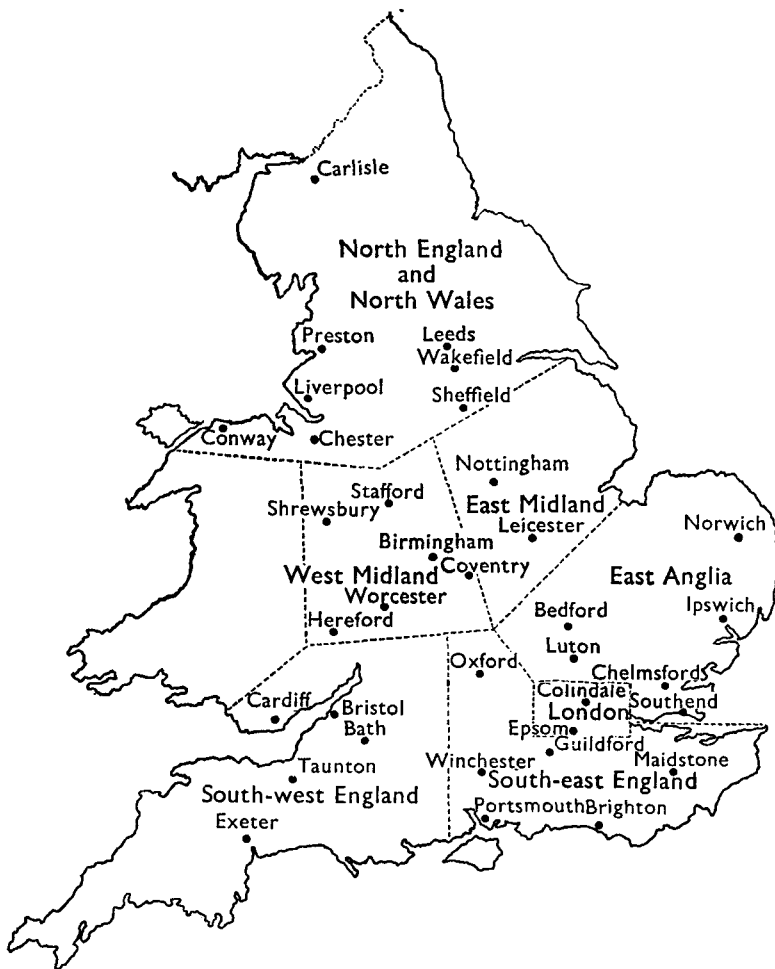 Carlisle
North England
and
North Wales
Preston
Leeds
Wakefield
Liverpool
Sheffield
Conway
Chester
Nottingham
Stafford
Shrewsbury
East Midland
Leicester
Norwich
Birmingham
Coventry
West Midland
East Anglia
Worcester
Hereford
Bedford
Ipswich
Luton
Oxford
Chelmsfords
Colindale
Cardiff
Bristol
London
Southend
Bath
Epsom
Guildford
Winchester
Maidstone
Taunton
South-east England
South-west England
Portsmouth
Brighton
Exeter